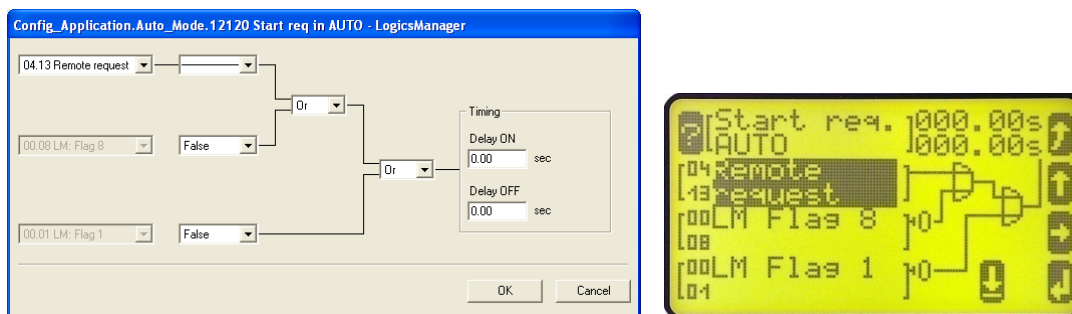 Config_Application.Auto_Mode.12120 Start req in AUTO - LogicsManager
04.13 Remote request
Or
Timing
Delay ON
00.08 LM: Flag 8
False
0.00 sec
Or
Delay OFF
0.00 sec
00.01 LM: Flag 1
False
OK
Cancel
?
Start req. 000.00s
AUTO 000.00s
04 Remote
13 request
00 LM Flag 8 0
08
00 LM Flag 1 0
01